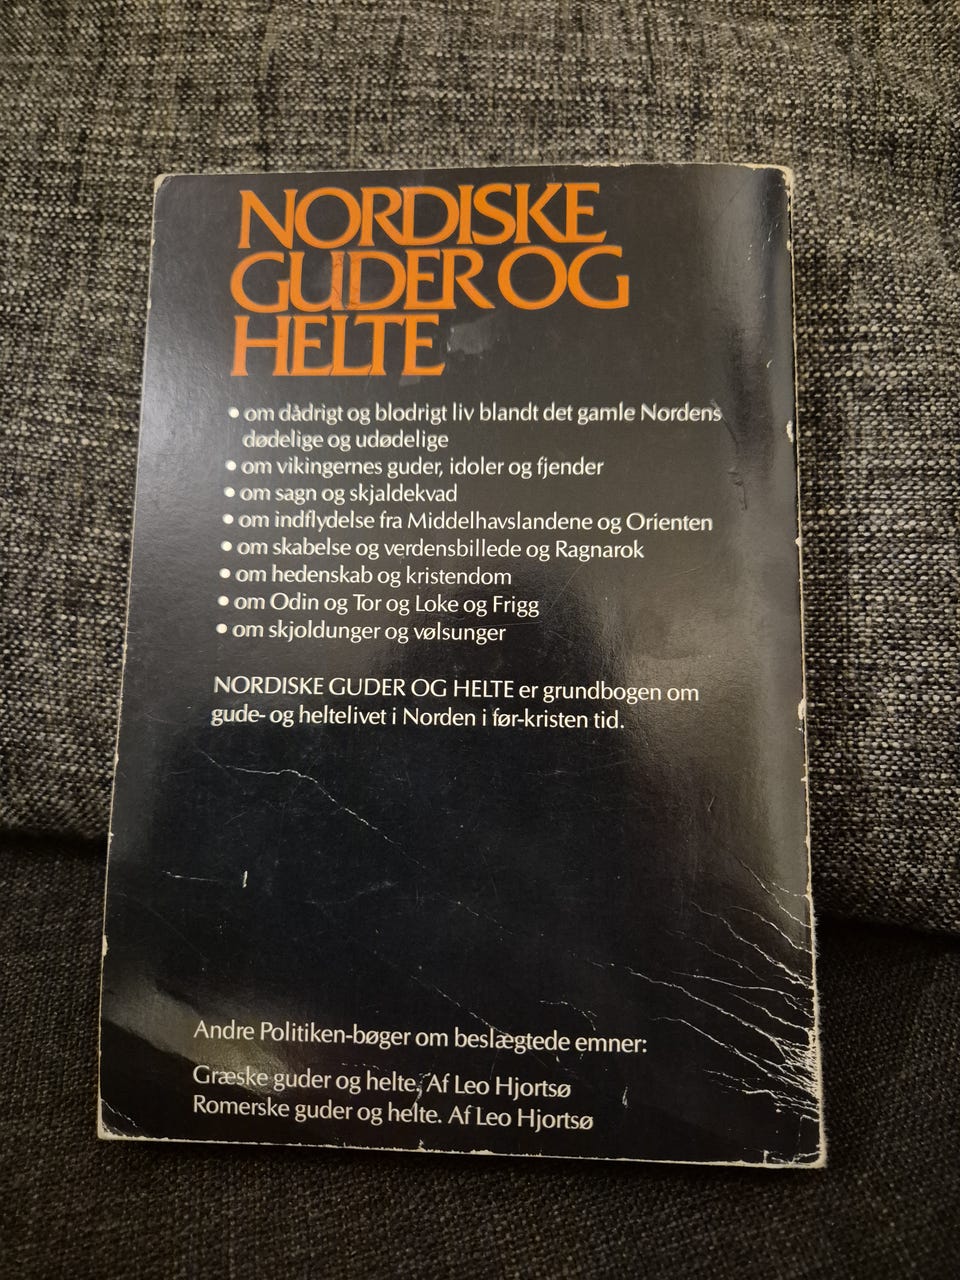 NORDISKE
GUDER OG
HELTE
• om dådrigt og blodrigt liv blandt det gamle Nordens
dødelige og udødelige
• om vikingernes guder, idoler og fjender
• om sagn og skjaldekvad
• om indflydelse fra Middelhavslandene og Orienten
• om skabelse og verdensbillede og Ragnarok
• om hedenskab og kristendom
• om Odin og Tor og Loke og Frigg
• om skjoldunger og vølsunger
NORDISKE GUDER OG HELTE er grundbogen om
gude- og heltelivet i Norden i før-kristen tid.
Andre Politiken-bøger om beslægtede emner:
Græske guder og helte. Af Leo Hjortsø
Romerske guder og helte. Af Leo Hjortsø